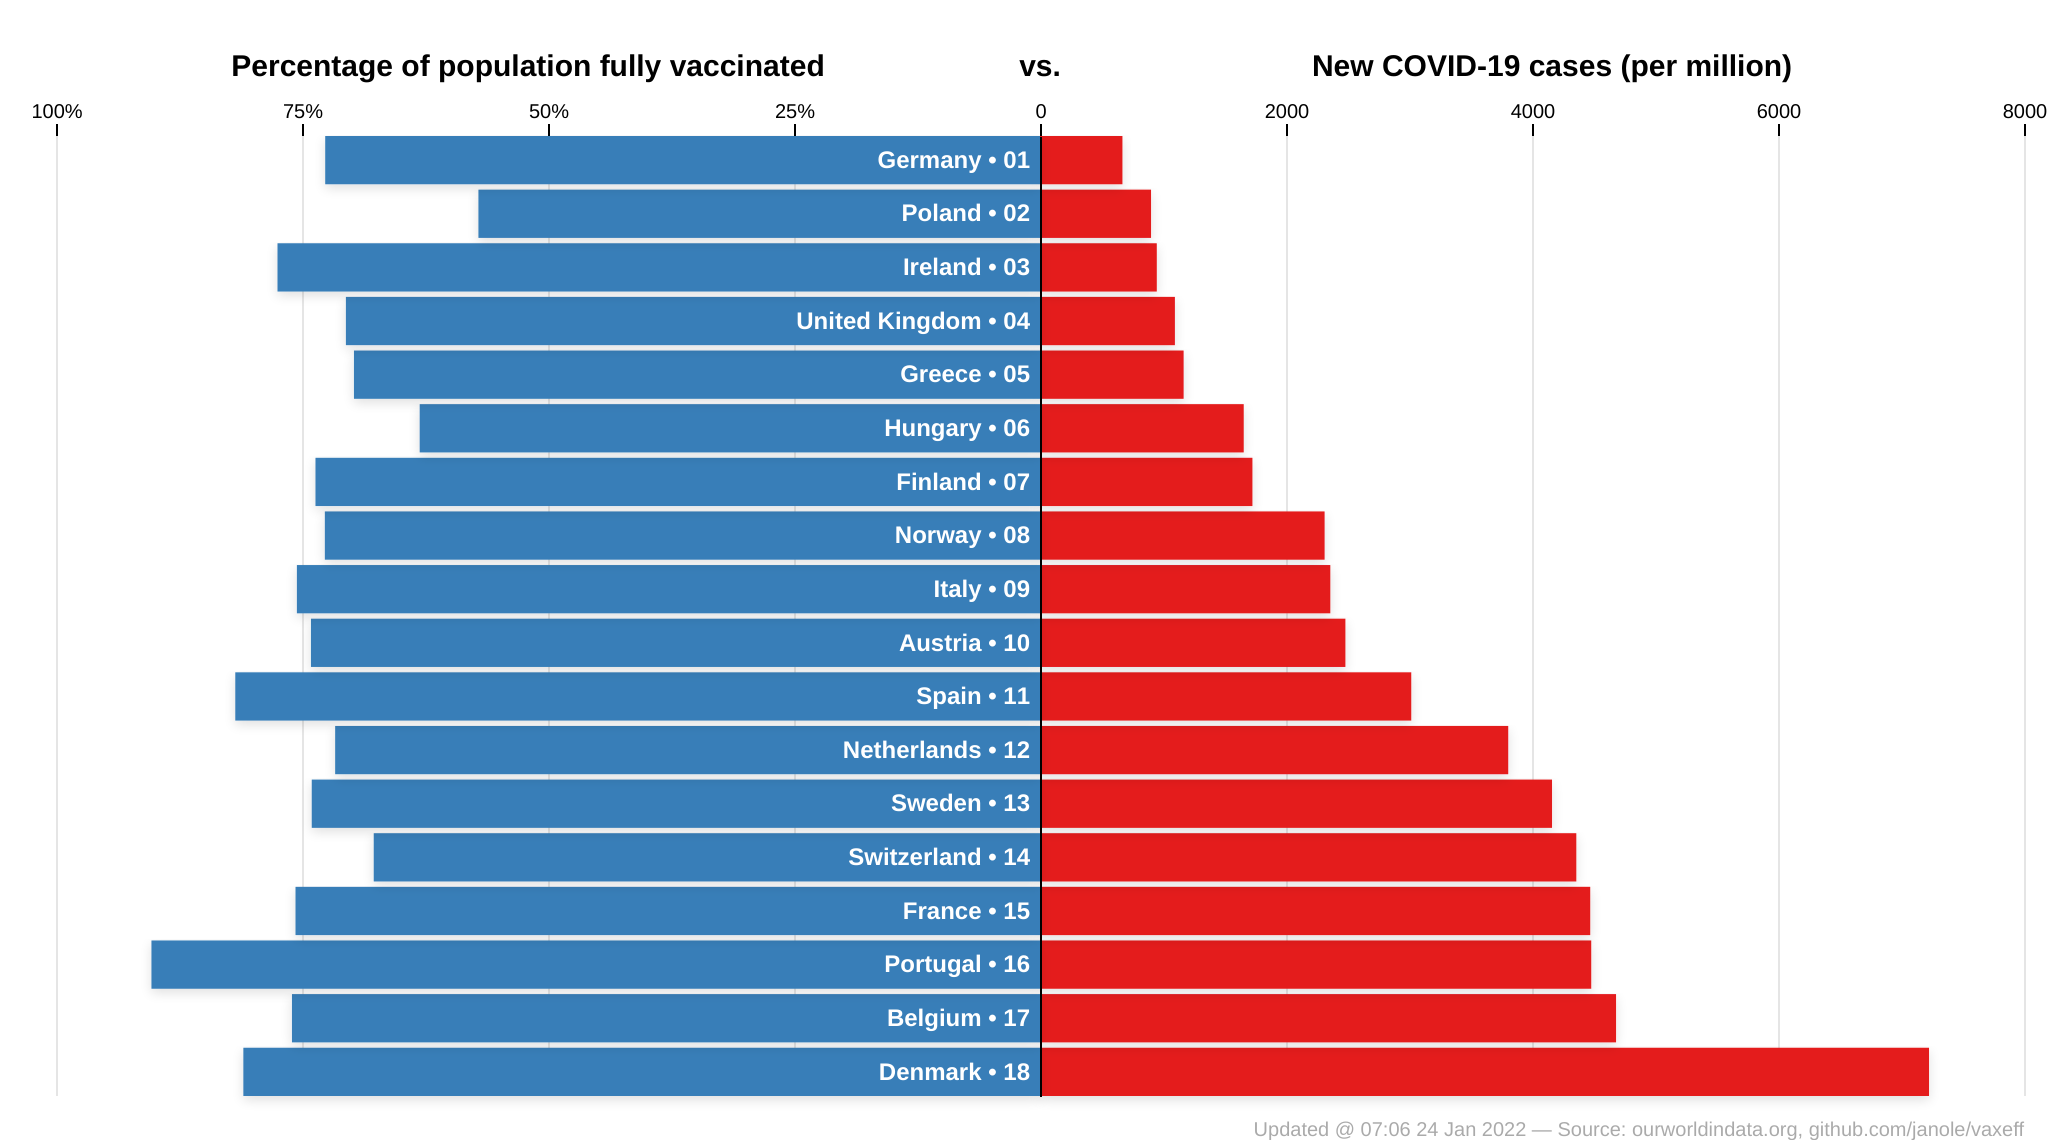 Percentage of population fully vaccinated vs. New COVID-19 cases (per million)
100% 75% 50% 25% 0 2000 4000 6000 8000
Germany • 01
Poland • 02
Ireland • 03
United Kingdom • 04
Greece • 05
Hungary • 06
Finland • 07
Norway • 08
Italy • 09
Austria • 10
Spain • 11
Netherlands • 12
Sweden • 13
Switzerland • 14
France • 15
Portugal • 16
Belgium • 17
Denmark • 18
Updated @ 07:06 24 Jan 2022 — Source: ourworldindata.org, github.com/janole/vaxeff